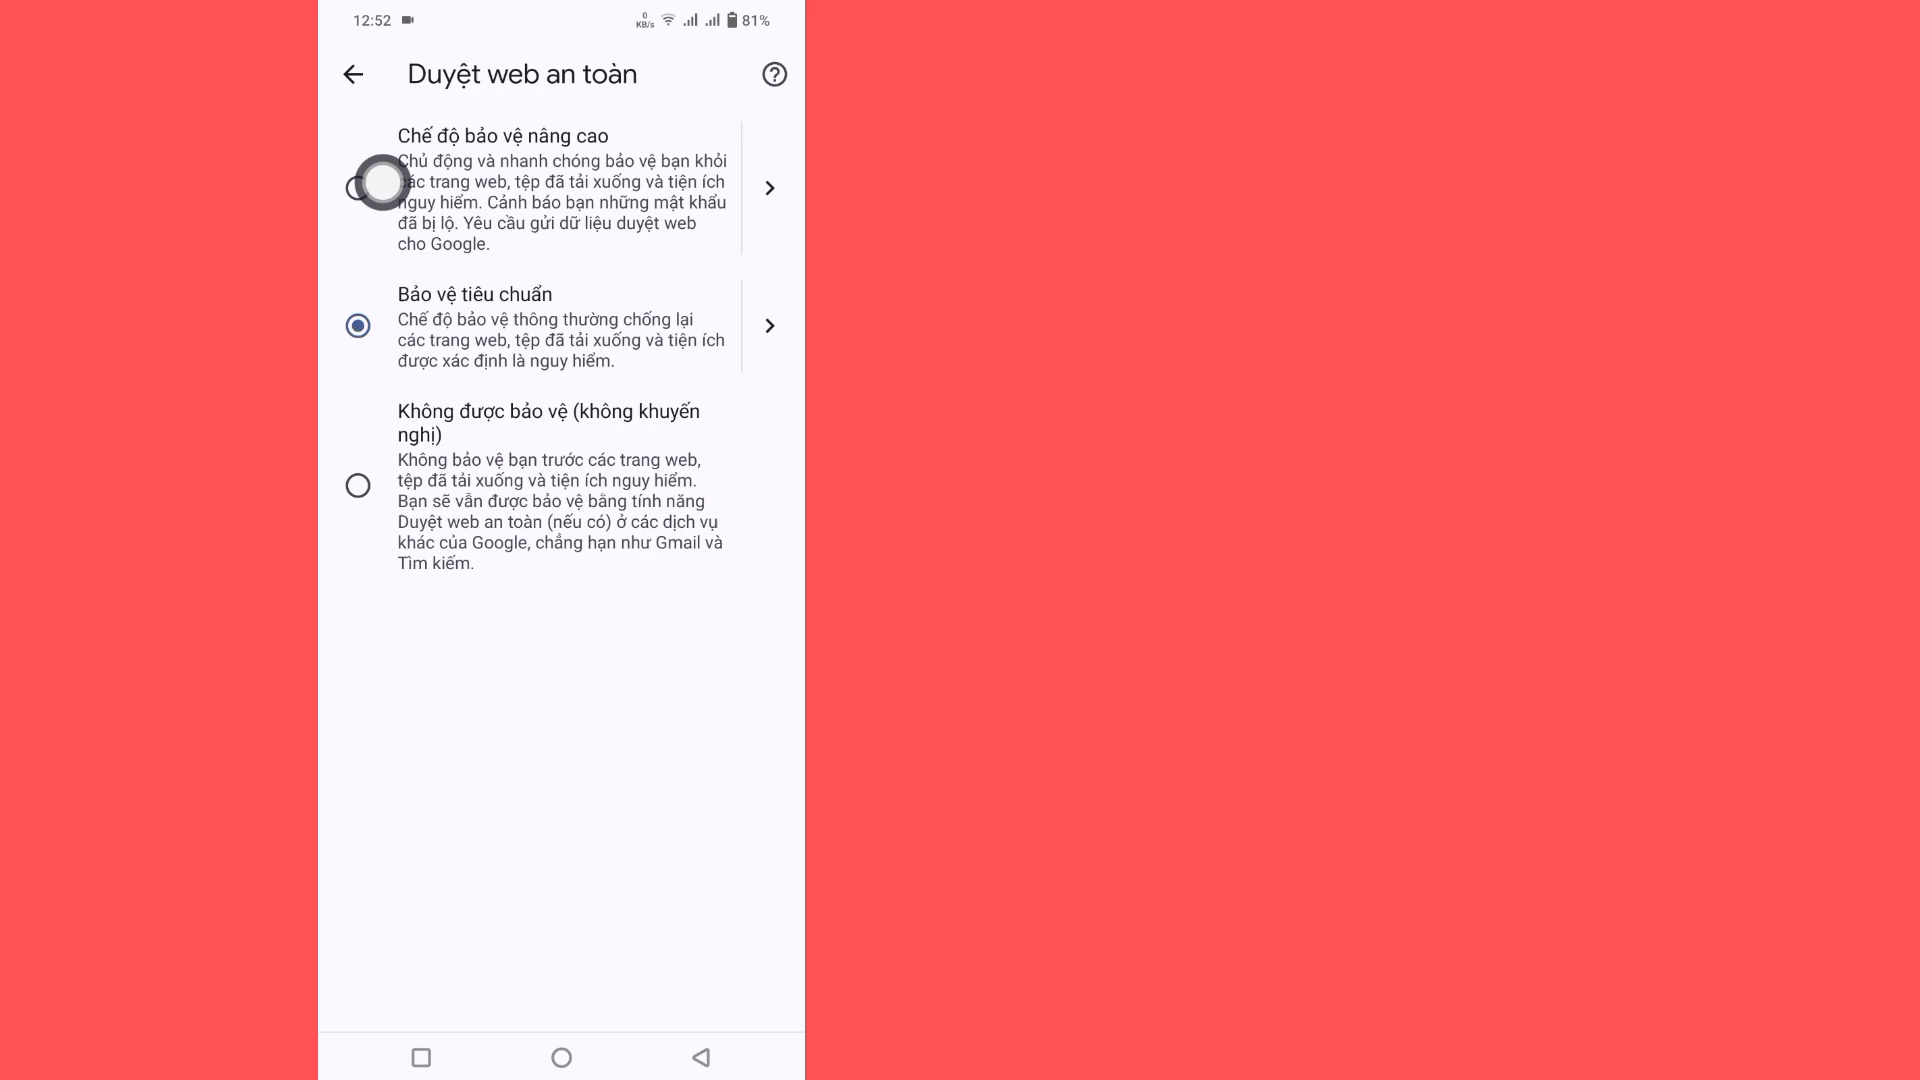 12:52
0
KB/s
81%
Duyệt web an toàn
Chế độ bảo vệ nâng cao
Chủ động và nhanh chóng bảo vệ bạn khỏi
các trang web, tệp đã tải xuống và tiện ích
nguy hiểm. Cảnh báo bạn những mật khẩu
đã bị lộ. Yêu cầu gửi dữ liệu duyệt web
cho Google.
Bảo vệ tiêu chuẩn
Chế độ bảo vệ thông thường chống lại
các trang web, tệp đã tải xuống và tiện ích
được xác định là nguy hiểm.
Không được bảo vệ (không khuyến
nghị)
Không bảo vệ bạn trước các trang web,
tệp đã tải xuống và tiện ích nguy hiểm.
Bạn sẽ vẫn được bảo vệ bằng tính năng
Duyệt web an toàn (nếu có) ở các dịch vụ
khác của Google, chẳng hạn như Gmail và
Tìm kiếm.